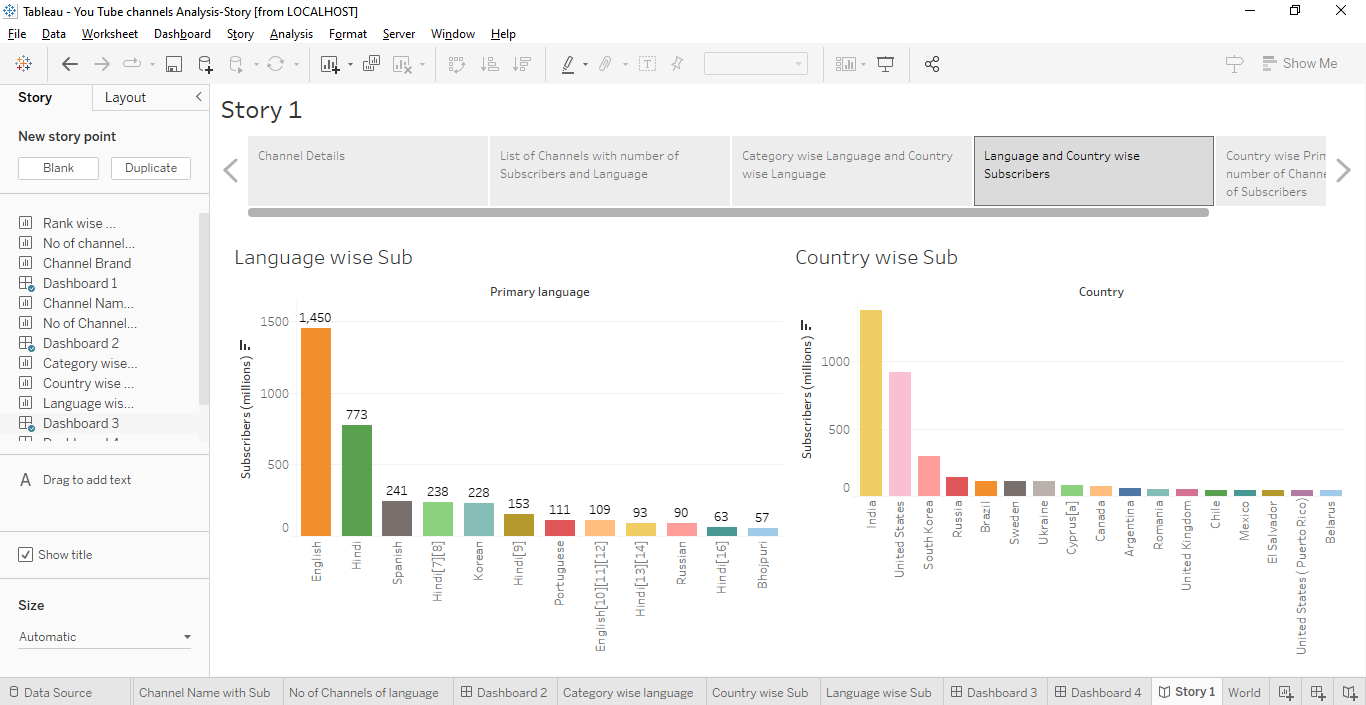 Tableau - You Tube channels Analysis-Story [from LOCALHOST]
File Data Worksheet Dashboard Story Analysis Format Server Window Help
Show Me
Story Layout
New story point
Blank Duplicate
Rank wise ...
No of channel...
Channel Brand
Dashboard 1
Channel Nam...
No of Channel...
Dashboard 2
Category wise...
Country wise ...
Language wis...
Dashboard 3
A Drag to add text
Show title
Size
Automatic
Story 1
Channel Details
List of Channels with number of
Subscribers and Language
Category wise Language and Country
wise Language
Language and Country wise
Subscribers
Country wise Prim
number of Channe
of Subscribers
Language wise Sub
Primary language
Subscribers (millions)
1500
1000
500
0
1,450
773
241
238
228
153
111
109
93
90
63
57
English
Hindi
Spanish
Hindi[7][8]
Korean
Hindi[9]
Portuguese
English[10][11][12]
Hindi[13][14]
Russian
Hindi[16]
Bhojpuri
Country wise Sub
Country
Subscribers (millions)
1000
500
0
India
United States
South Korea
Russia
Brazil
Sweden
Ukraine
Cyprus[a]
Canada
Argentina
Romania
United Kingdom
Chile
Mexico
El Salvador
United States ( Puerto Rico)
Belarus
Data Source Channel Name with Sub No of Channels of language Dashboard 2 Category wise language Country wise Sub Language wise Sub Dashboard 3 Dashboard 4 Story 1 World